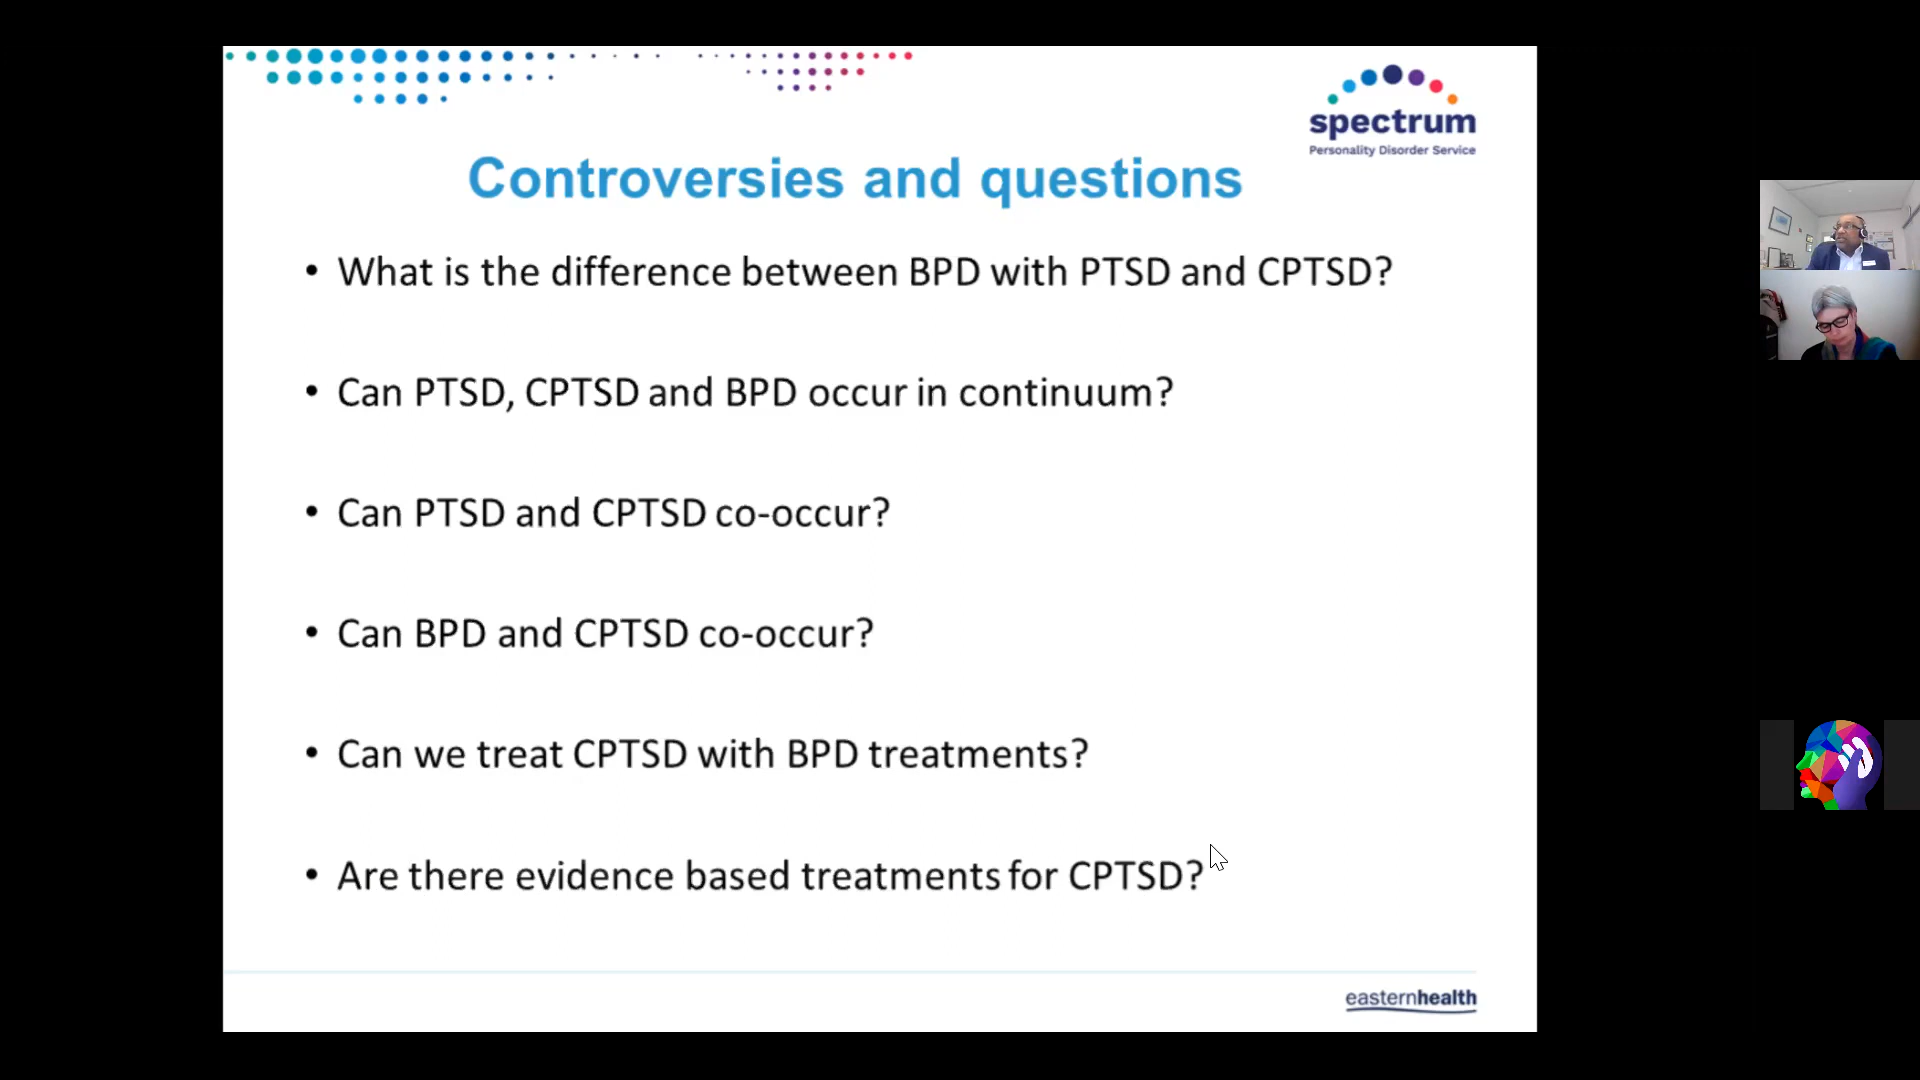 spectrum
Personality Disorder Service
Controversies and questions
• What is the difference between BPD with PTSD and CPTSD?
• Can PTSD, CPTSD and BPD occur in continuum?
• Can PTSD and CPTSD co-occur?
• Can BPD and CPTSD co-occur?
• Can we treat CPTSD with BPD treatments?
• Are there evidence based treatments for CPTSD?
easternhealth